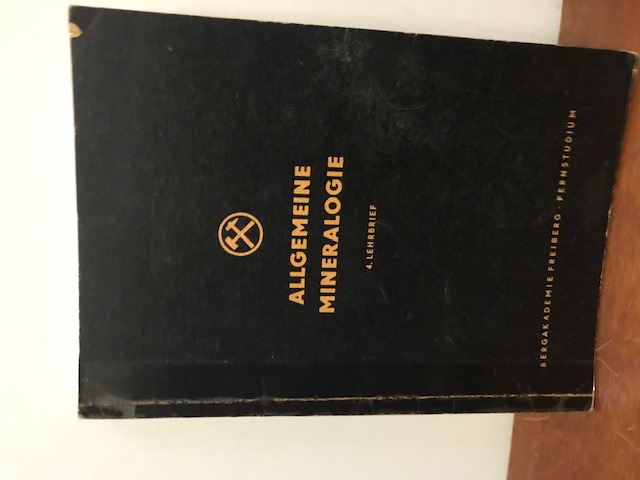 ALLGEMEINE
MINERALOGIE
4. LEHRBRIEF
BERGAKADEMIE FREIBERG · FERNSTUDIUM